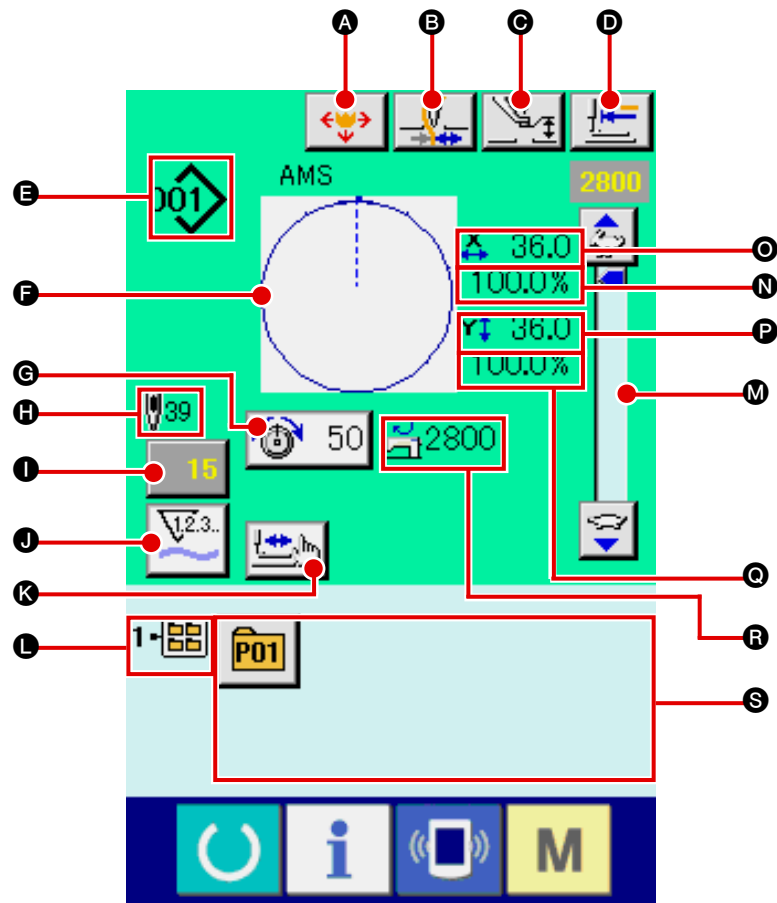 A B C D
E 001 AMS 2800
X 36.0 O
F 100.0% N
Y 36.0 P
100.0% M
G
H 39 50 2800
I 15
J 1.2.3..
K Q
R
L 1 P01
S
i M